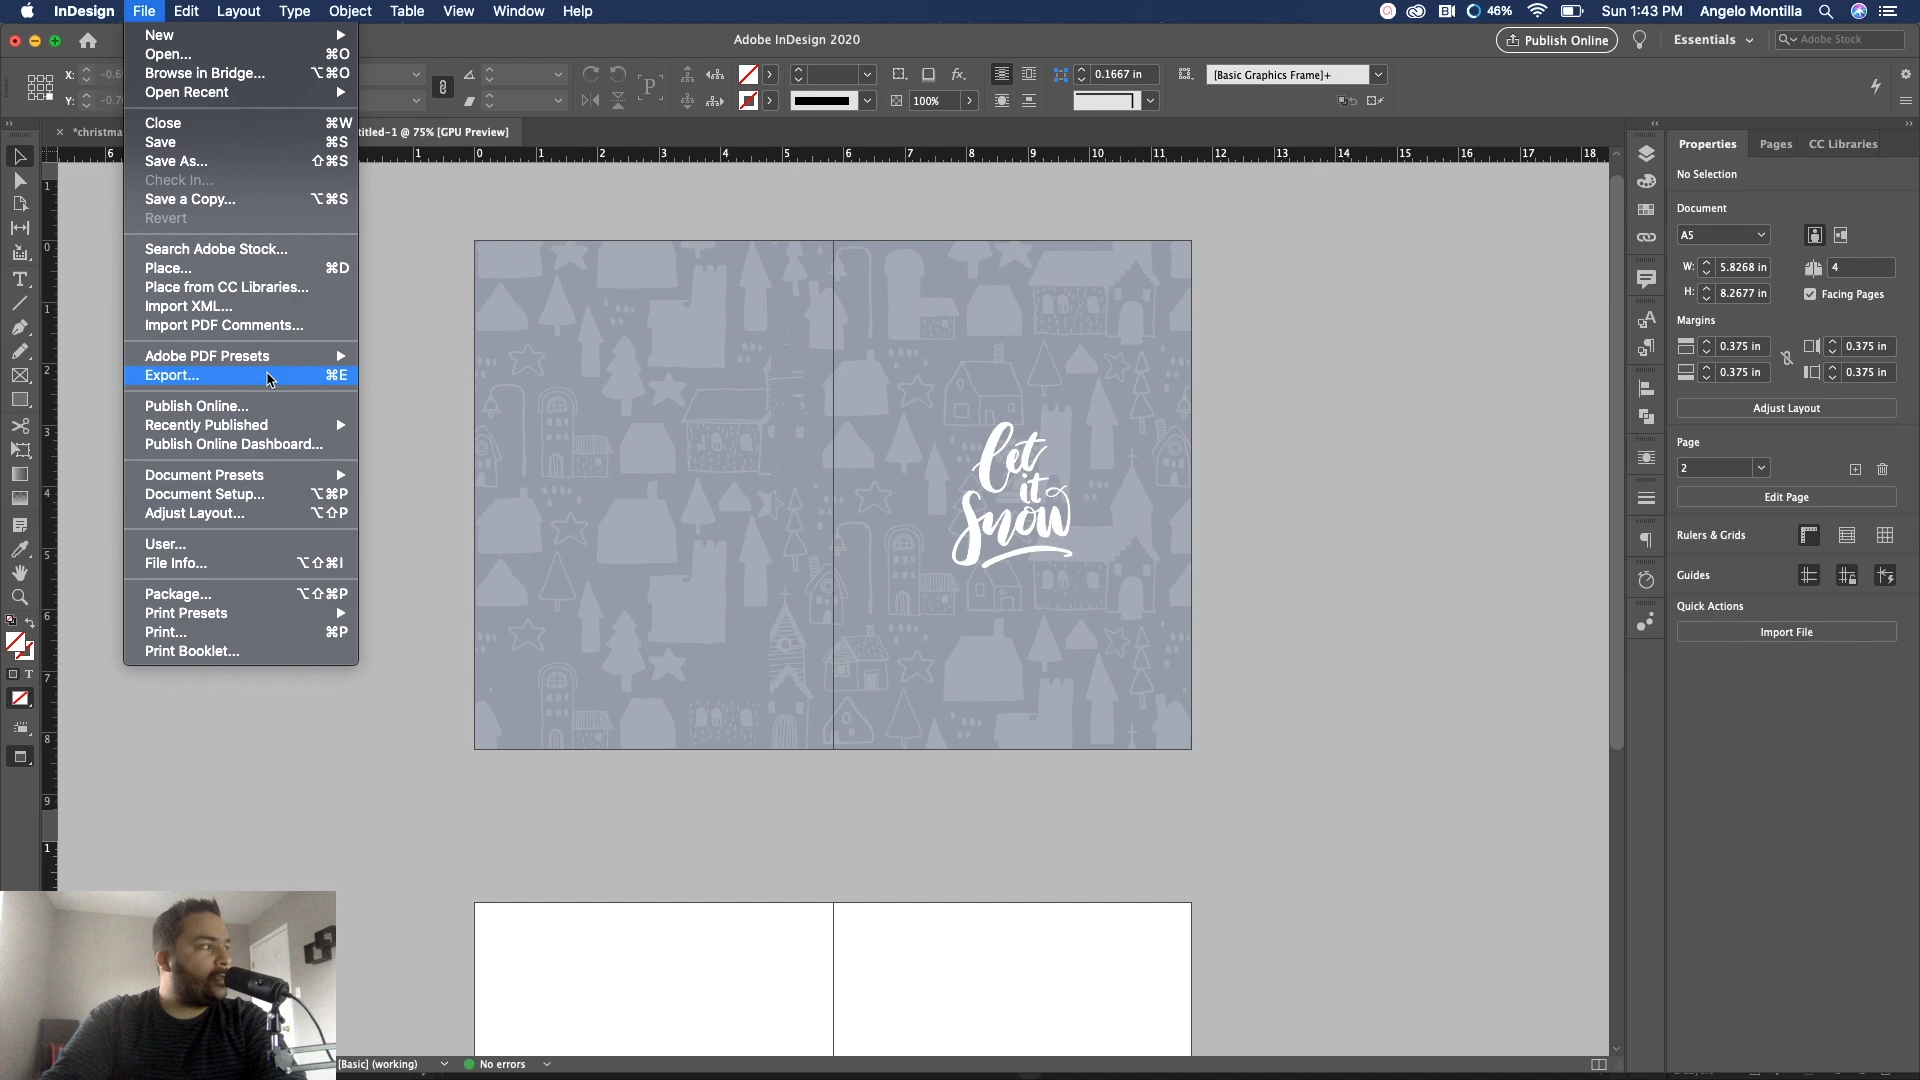 InDesign File Edit Layout Type Object Table View Window Help
46% Sun 1:43 PM Angelo Montilla
Adobe InDesign 2020
Publish Online
Essentials
Adobe Stock
New
Open... ⌘O
Browse in Bridge... ⌥⌘O
Open Recent
Close ⌘W
Save ⌘S
Save As... ⇧⌘S
Check In...
Save a Copy... ⌥⌘S
Revert
Search Adobe Stock...
Place... ⌘D
Place from CC Libraries...
Import XML...
Import PDF Comments...
Adobe PDF Presets
Export... ⌘E
Publish Online...
Recently Published
Publish Online Dashboard...
Document Presets
Document Setup... ⌥⌘P
Adjust Layout... ⌥⇧P
User...
File Info... ⌥⇧⌘I
Package... ⌥⇧⌘P
Print Presets
Print... ⌘P
Print Booklet...
X:
Y:
0.1667 in
100%
[Basic Graphics Frame]+
*christma
titled-1 @ 75% [GPU Preview]
6 1 0 1 2 3 4 5 6 7 8 9 10 11 12 13 14 15 16 17 18
1
0
1
2
3
4
5
6
7
8
9
1
let
it
Snow
Properties Pages CC Libraries
No Selection
Document
A5
W: 5.8268 in 4
H: 8.2677 in Facing Pages
Margins
0.375 in 0.375 in
0.375 in 0.375 in
Adjust Layout
Page
2
Edit Page
Rulers & Grids
Guides
Quick Actions
Import File
[Basic] (working) No errors